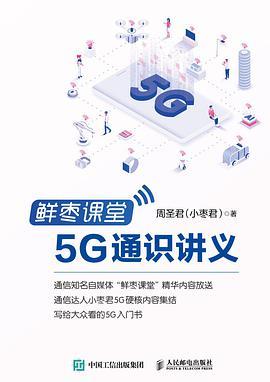 5G
鲜枣课堂
周圣君(小枣君)◎著
5G通识讲义
通信知名自媒体“鲜枣课堂”精华内容放送
通信达人小枣君5G硬核内容集结
写给大众看的5G入门书
中国工信出版集团
人民邮电出版社
POSTS & TELECOM PRESS